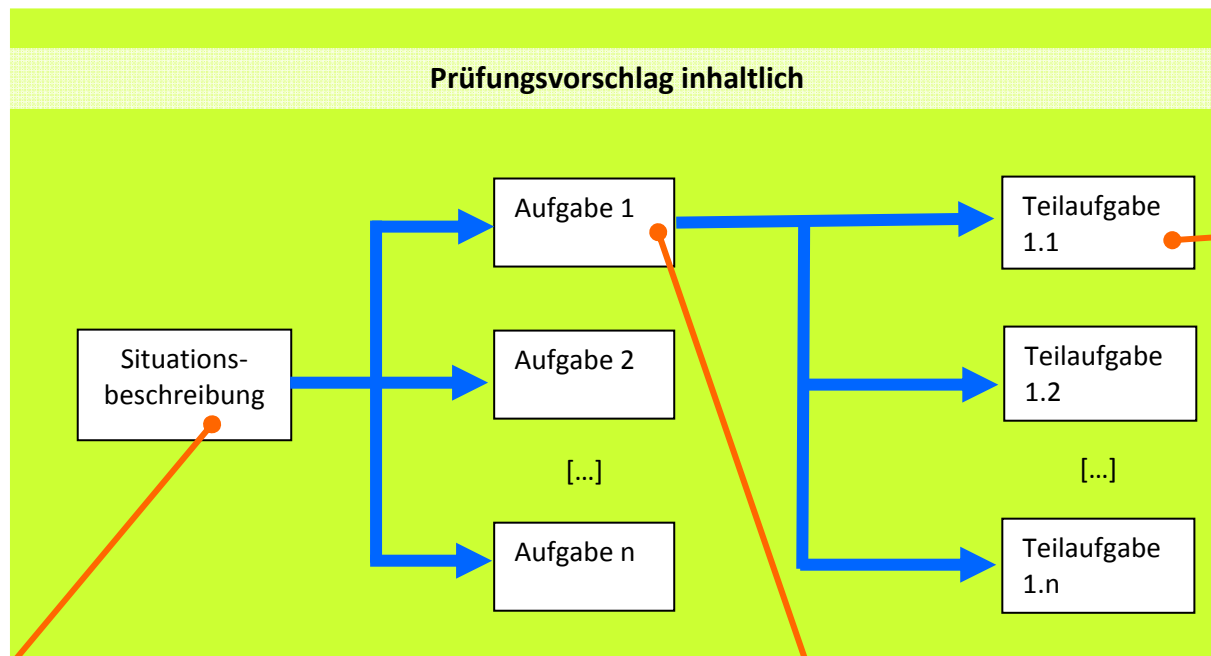 Prüfungsvorschlag inhaltlich
Situations-
beschreibung
Aufgabe 1
Aufgabe 2
[…]
Aufgabe n
Teilaufgabe
1.1
Teilaufgabe
1.2
[…]
Teilaufgabe
1.n